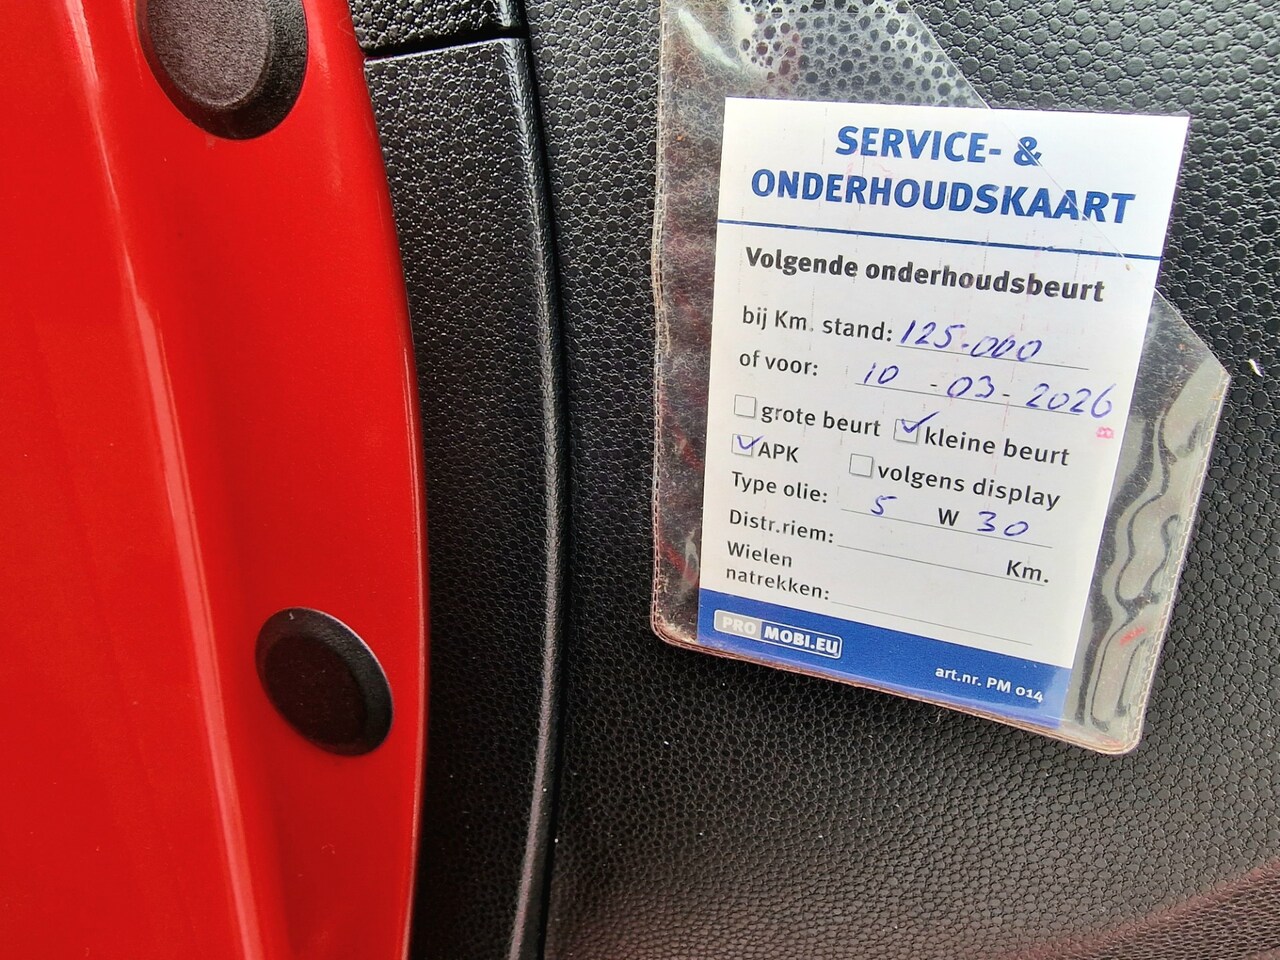 SERVICE- &
ONDERHOUDSKAART
Volgende onderhoudsbeurt
bij Km. stand: 125.000
of voor: 10 - 03 - 2026
grote beurt kleine beurt
APK volgens display
Type olie: 5 W 30
Distr.riem: Km.
Wielen
natrekken:
PRO MOBI.EU
art.nr. PM 014